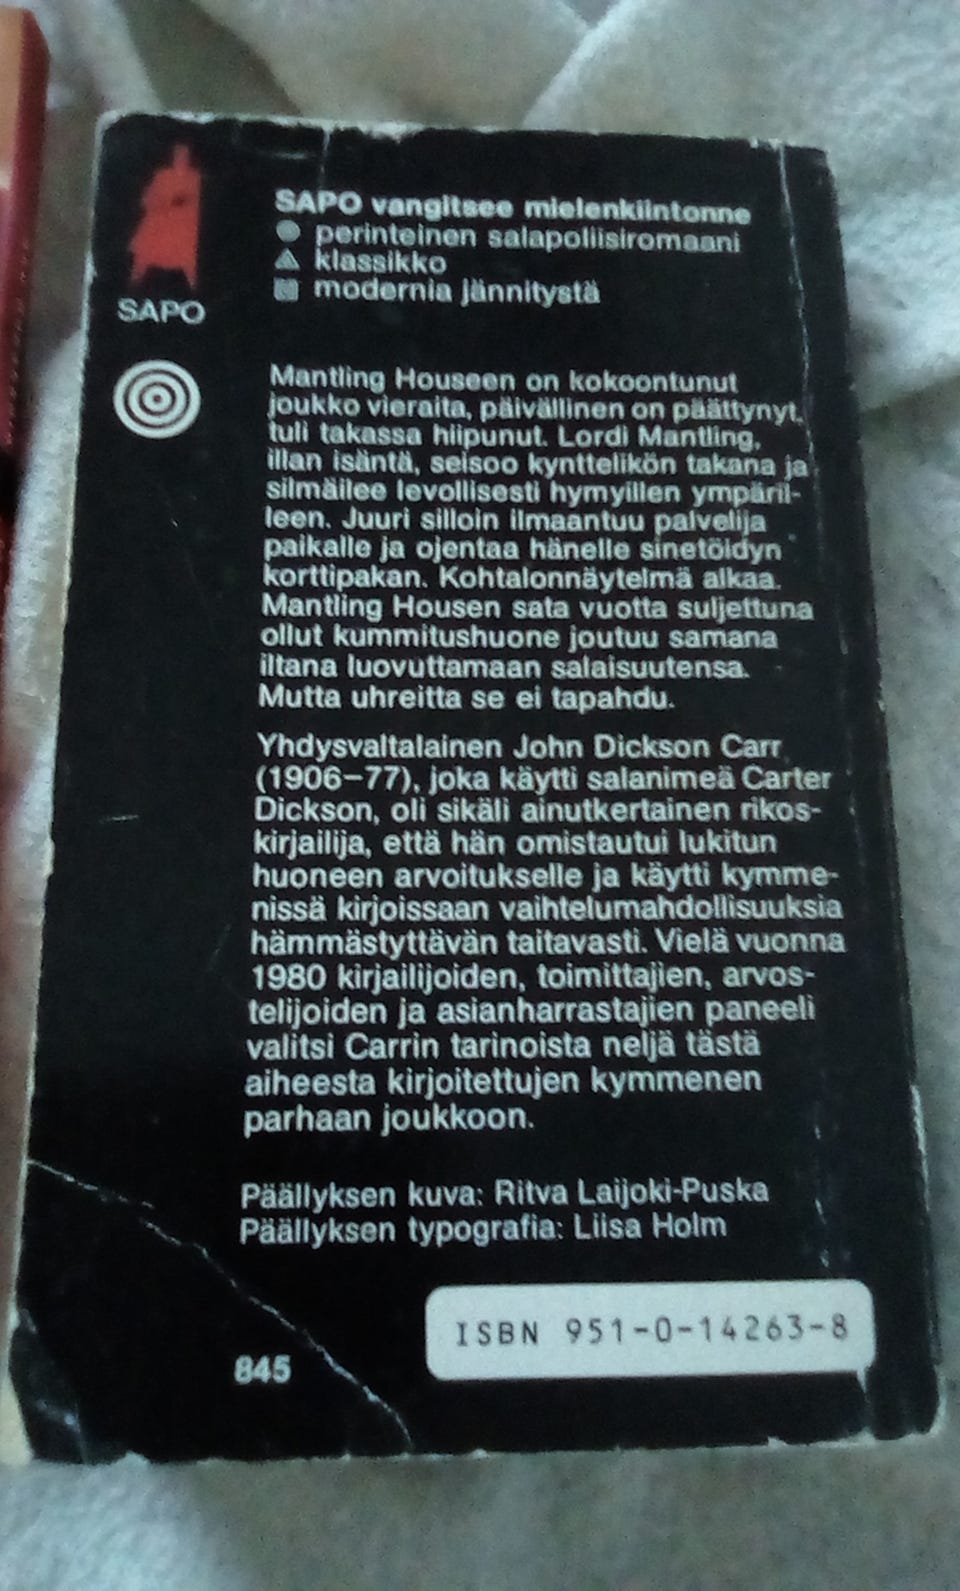 SAPO vangitsee mielenkiintonne
perinteinen salapoliisiromaani
klassikko
modernia jännitystä
SAPO
Mantling Houseen on kokoontunut
joukko vieraita, päivällinen on päättynyt,
tuli takassa hiipunut. Lordi Mantling,
illan isäntä, seisoo kynttelikön takana ja
silmäilee levollisesti hymyillen ympäril-
leen. Juuri silloin ilmaantuu palvelija
paikalle ja ojentaa hänelle sinetöidyn
korttipakan. Kohtalonnäytelmä alkaa.
Mantling Housen sata vuotta suljettuna
ollut kummitushuone joutuu samana
iltana luovuttamaan salaisuutensa.
Mutta uhreitta se ei tapahdu.
Yhdysvaltalainen John Dickson Carr
(1906–77), joka käytti salanimeä Carter
Dickson, oli sikäli ainutkertainen rikos-
kirjailija, että hän omistautui lukitun
huoneen arvoitukselle ja käytti kymme-
nissä kirjoissaan vaihtelumahdollisuuksia
hämmästyttävän taitavasti. Vielä vuonna
1980 kirjailijoiden, toimittajien, arvos-
telijoiden ja asianharrastajien paneeli
valitsi Carrin tarinoista neljä tästä
aiheesta kirjoitettujen kymmenen
parhaan joukkoon.
Päällyksen kuva: Ritva Laijoki-Puska
Päällyksen typografia: Liisa Holm
ISBN 951-0-14263-8
845